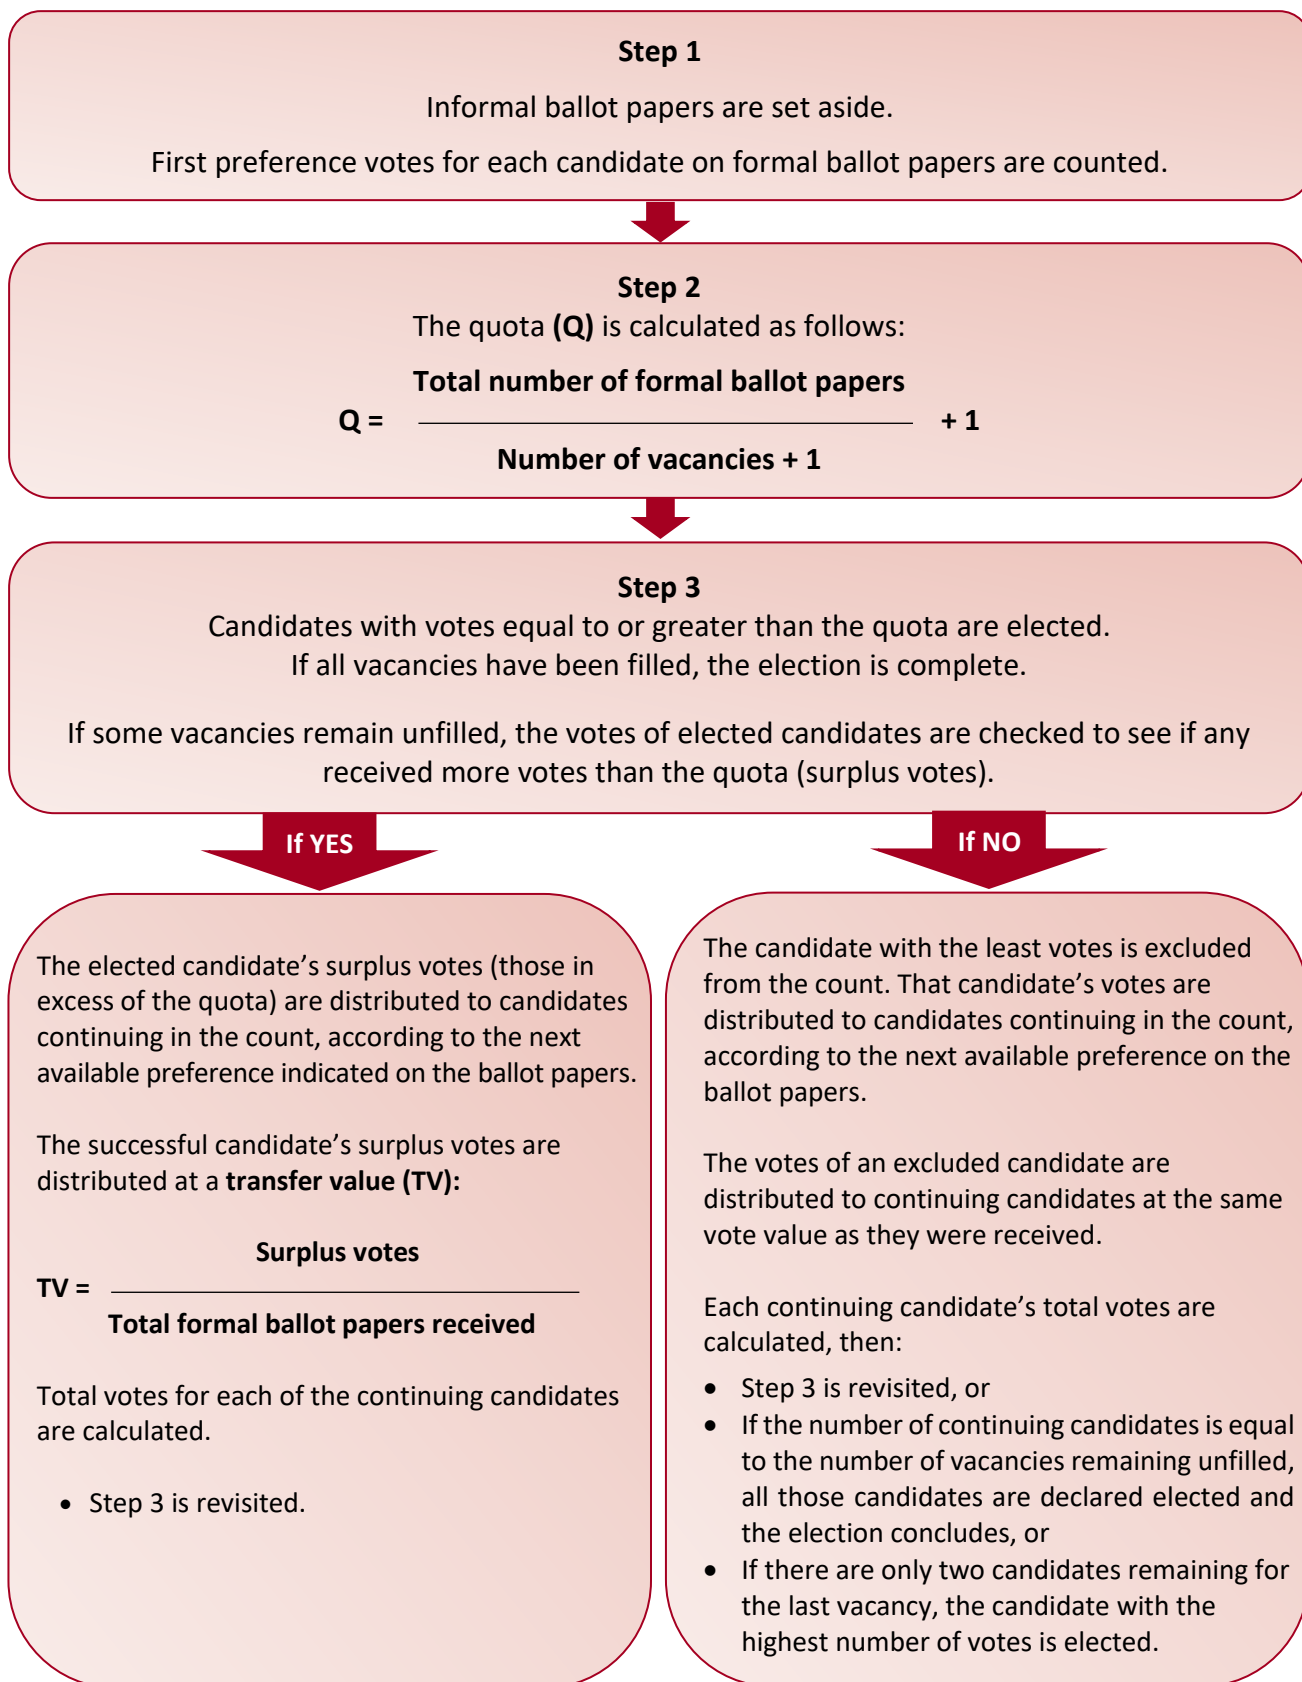 Step 1
Informal ballot papers are set aside.
First preference votes for each candidate on formal ballot papers are counted.
Step 2
The quota (Q) is calculated as follows:
Total number of formal ballot papers
Q = + 1
Number of vacancies + 1
Step 3
Candidates with votes equal to or greater than the quota are elected.
If all vacancies have been filled, the election is complete.
If some vacancies remain unfilled, the votes of elected candidates are checked to see if any
received more votes than the quota (surplus votes).
If YES
The elected candidate’s surplus votes (those in
excess of the quota) are distributed to candidates
continuing in the count, according to the next
available preference indicated on the ballot papers.
The successful candidate’s surplus votes are
distributed at a transfer value (TV):
Surplus votes
TV =
Total formal ballot papers received
Total votes for each of the continuing candidates
are calculated.
• Step 3 is revisited.
If NO
The candidate with the least votes is excluded
from the count. That candidate’s votes are
distributed to candidates continuing in the count,
according to the next available preference on the
ballot papers.
The votes of an excluded candidate are
distributed to continuing candidates at the same
vote value as they were received.
Each continuing candidate’s total votes are
calculated, then:
• Step 3 is revisited, or
• If the number of continuing candidates is equal
to the number of vacancies remaining unfilled,
all those candidates are declared elected and
the election concludes, or
• If there are only two candidates remaining for
the last vacancy, the candidate with the
highest number of votes is elected.